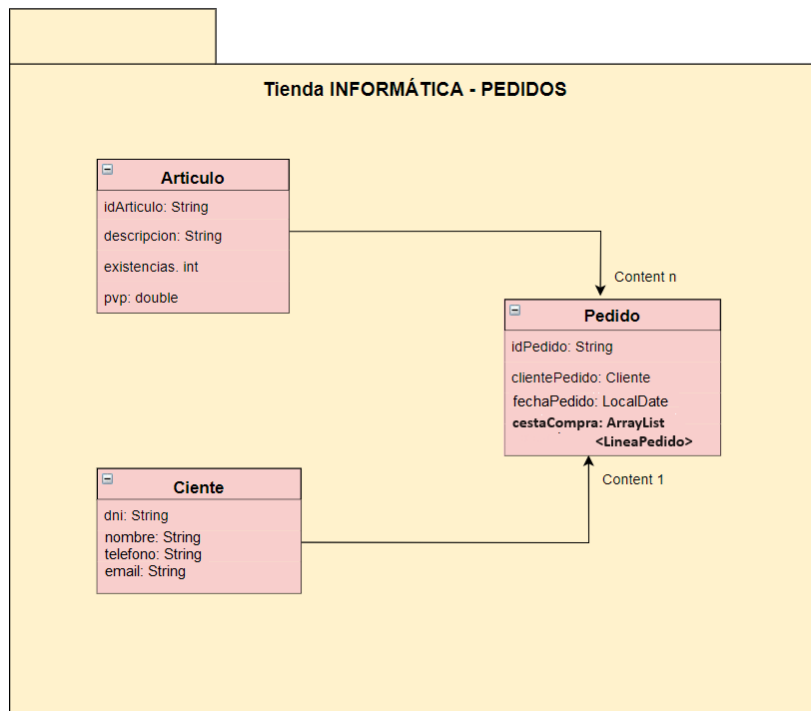 Tienda INFORMÁTICA - PEDIDOS
Articulo
idArticulo: String
descripcion: String
existencias. int
pvp: double
Content n
Pedido
idPedido: String
clientePedido: Cliente
fechaPedido: LocalDate
cestaCompra: ArrayList
<LineaPedido>
Content 1
Ciente
dni: String
nombre: String
telefono: String
email: String